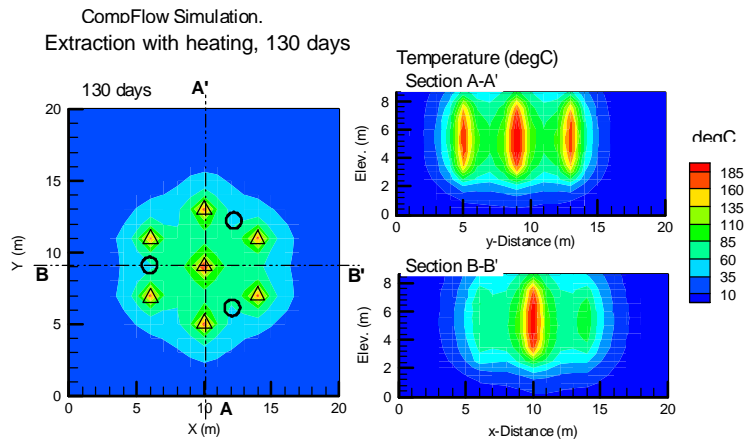 CompFlow Simulation.
Extraction with heating, 130 days
130 days
A'
20
15
10
5
0
Y (m)
B
B'
A
0 5 10 15 20
X (m)
Temperature (degC)
Section A-A'
8
6
4
2
0
Elev. (m)
0 5 10 15 20
y-Distance (m)
Section B-B'
8
6
4
2
0
Elev. (m)
0 5 10 15 20
x-Distance (m)
degC
185
160
135
110
85
60
35
10